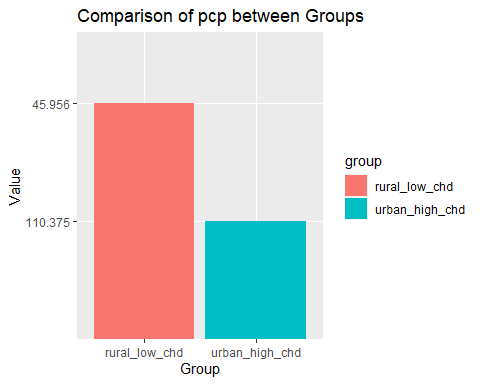 Comparison of pcp between Groups
45.956
110.375
Value
rural_low_chd
urban_high_chd
Group
group
rural_low_chd
urban_high_chd